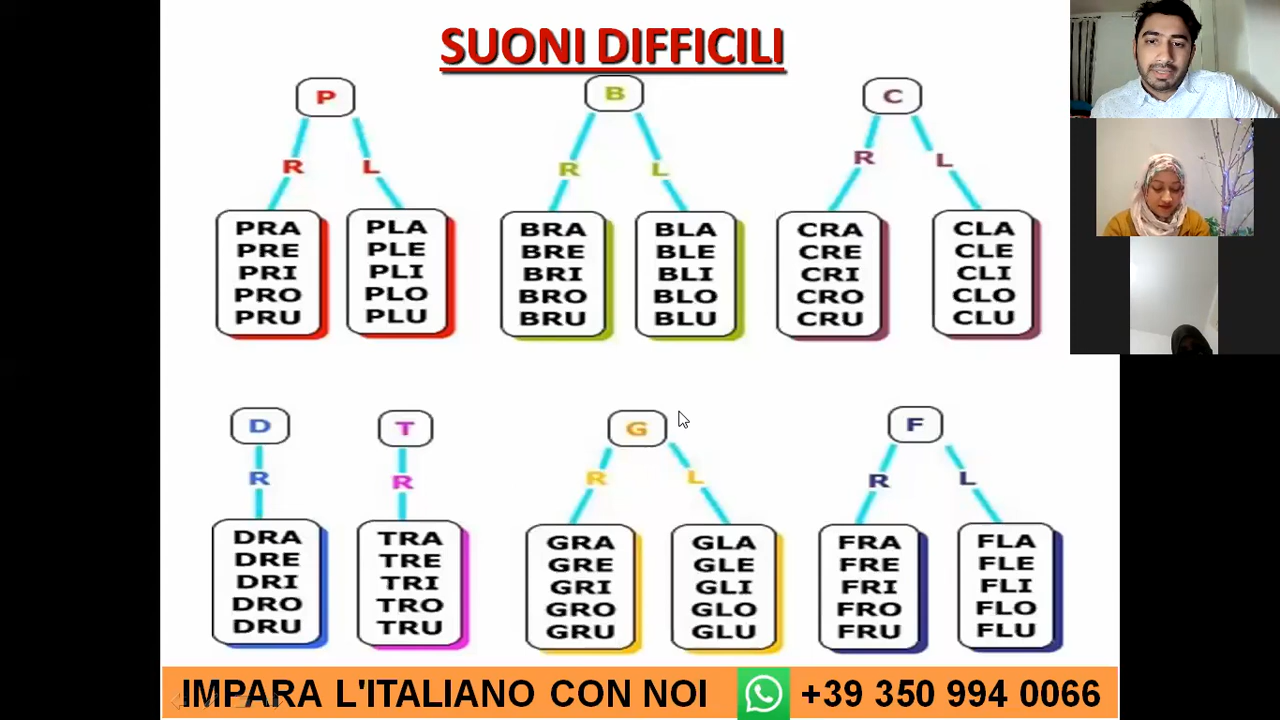 SUONI DIFFICILI
P
R L
PRA
PRE
PRI
PRO
PRU
PLA
PLE
PLI
PLO
PLU
B
R L
BRA
BRE
BRI
BRO
BRU
BLA
BLE
BLI
BLO
BLU
C
R L
CRA
CRE
CRI
CRO
CRU
CLA
CLE
CLI
CLO
CLU
D
R
DRA
DRE
DRI
DRO
DRU
T
R
TRA
TRE
TRI
TRO
TRU
G
R L
GRA
GRE
GRI
GRO
GRU
GLA
GLE
GLI
GLO
GLU
F
R L
FRA
FRE
FRI
FRO
FRU
FLA
FLE
FLI
FLO
FLU
IMPARA L'ITALIANO CON NOI +39 350 994 0066